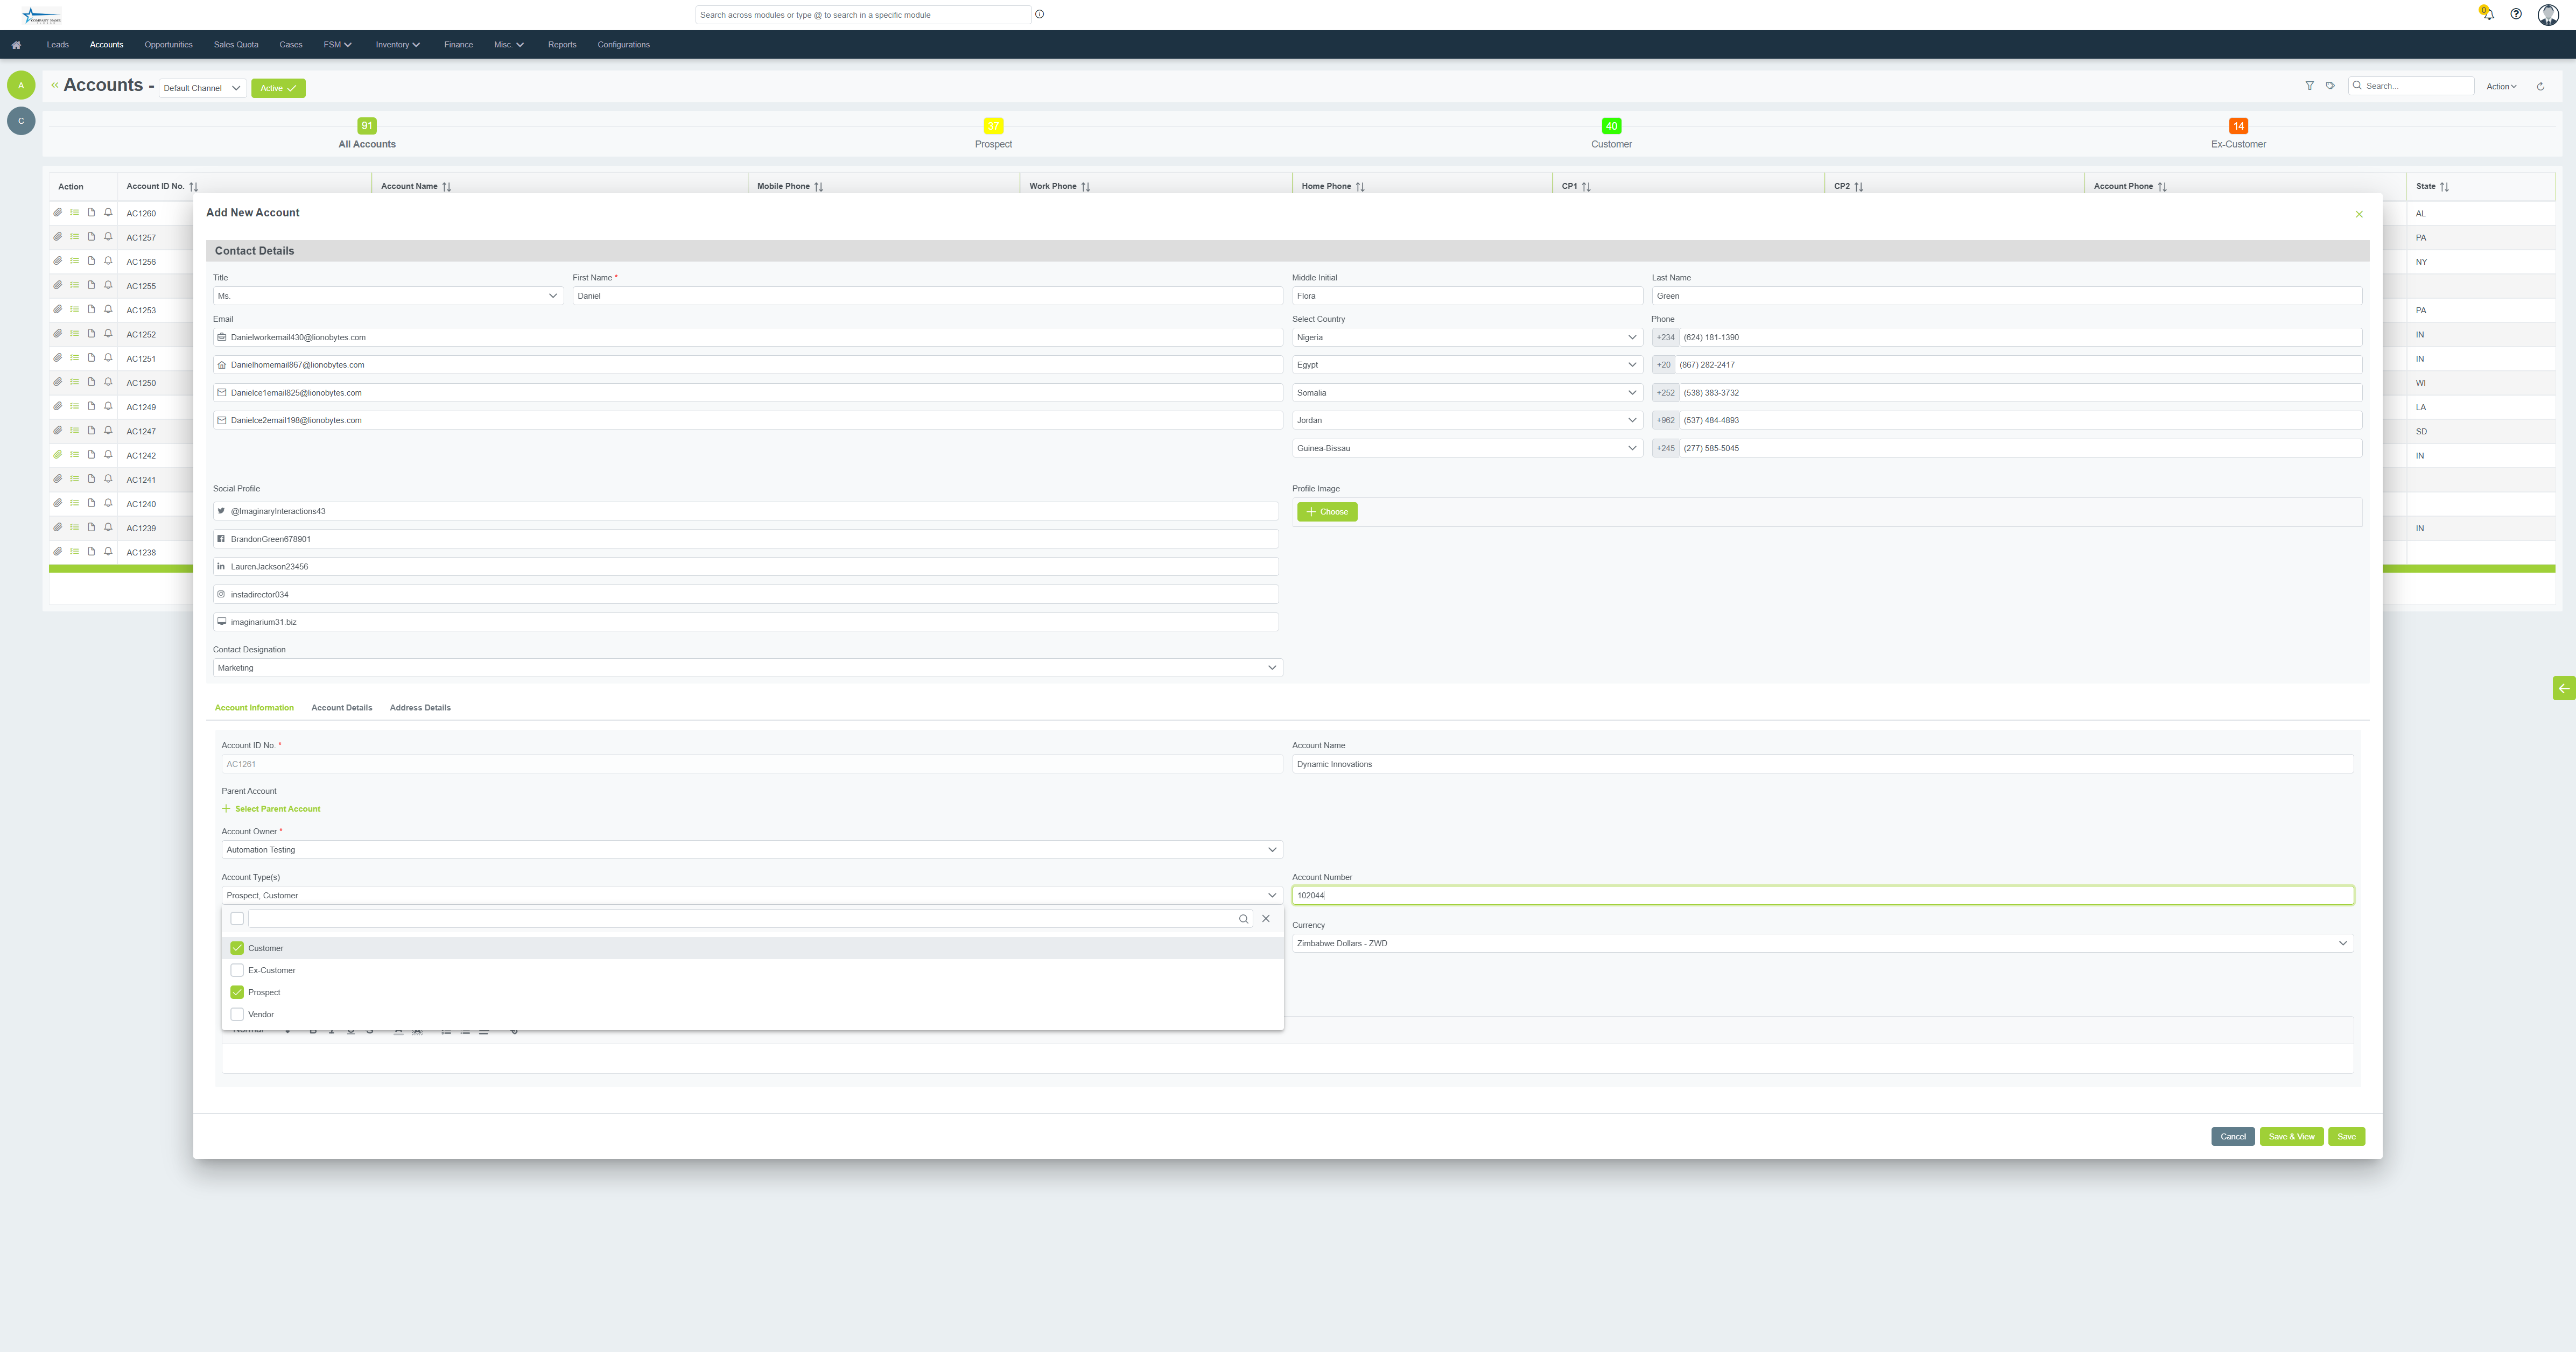 COMPANY NAME
Search across modules or type @ to search in a specific module
0
Leads Accounts Opportunities Sales Quota Cases FSM Inventory Finance Misc. Reports Configurations
A
C
Accounts - Default Channel Active
Search... Action
91 37 40 14
All Accounts Prospect Customer Ex-Customer
Action Account ID No. Account Name Mobile Phone Work Phone Home Phone CP1 CP2 Account Phone State
AC1260 AL
AC1257 PA
AC1256 NY
AC1255
AC1253 PA
AC1252 IN
AC1251 IN
AC1250 WI
AC1249 LA
AC1247 SD
AC1242 IN
AC1241
AC1240
AC1239 IN
AC1238
Add New Account
Contact Details
Title First Name * Middle Initial Last Name
Ms. Daniel Flora Green
Email Select Country Phone
Danielworkemail430@lionobytes.com Nigeria +234 (624) 181-1390
Danielhomemail867@lionobytes.com Egypt +20 (867) 282-2417
Danielce1email825@lionobytes.com Somalia +252 (538) 383-3732
Danielce2email198@lionobytes.com Jordan +962 (537) 484-4893
Guinea-Bissau +245 (277) 585-5045
Social Profile Profile Image
@ImaginaryInteractions43 Choose
BrandonGreen678901
LaurenJackson23456
instadirector034
imaginarium31.biz
Contact Designation
Marketing
Account Information Account Details Address Details
Account ID No. * Account Name
AC1261 Dynamic Innovations
Parent Account
Select Parent Account
Account Owner *
Automation Testing
Account Type(s) Account Number
Prospect, Customer 102044
Currency
Customer Zimbabwe Dollars - ZWD
Ex-Customer
Prospect
Vendor
Cancel Save & View Save